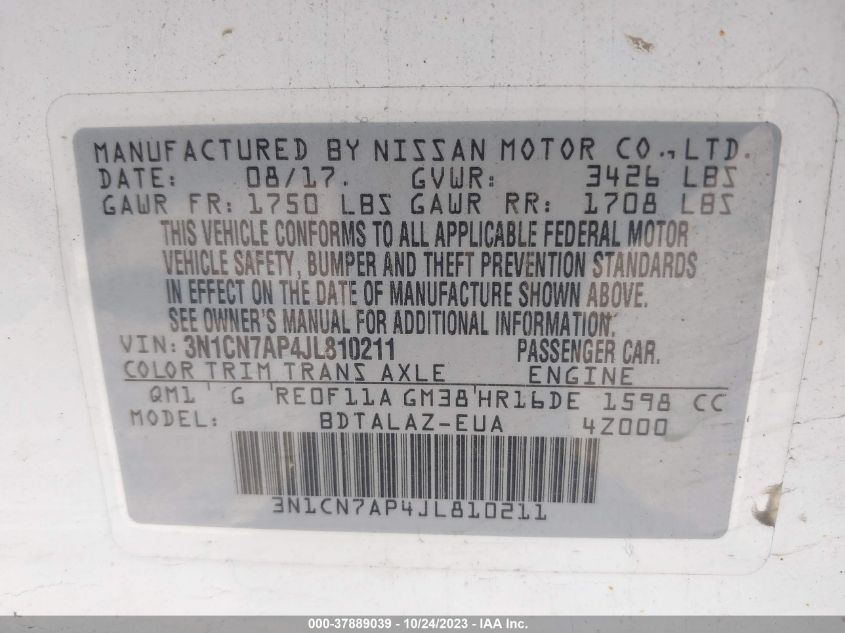 MANUFACTURED BY NISSAN MOTOR CO., LTD.
DATE: 08/17. GVWR: 3426 LBS
GAWR FR: 1750 LBS GAWR RR: 1708 LBS
THIS VEHICLE CONFORMS TO ALL APPLICABLE FEDERAL MOTOR
VEHICLE SAFETY, BUMPER AND THEFT PREVENTION STANDARDS
IN EFFECT ON THE DATE OF MANUFACTURE SHOWN ABOVE.
SEE OWNER'S MANUAL FOR ADDITIONAL INFORMATION.
VIN: 3N1CN7AP4JL810211 PASSENGER CAR.
COLOR TRIM TRANS AXLE ENGINE
QM1 ' G ' RE0F11A GM38 ' HR16DE 1598 CC
MODEL: BDTALAZ-EUA 4Z000
3N1CN7AP4JL810211
000-37889039 - 10/24/2023 - IAA Inc.